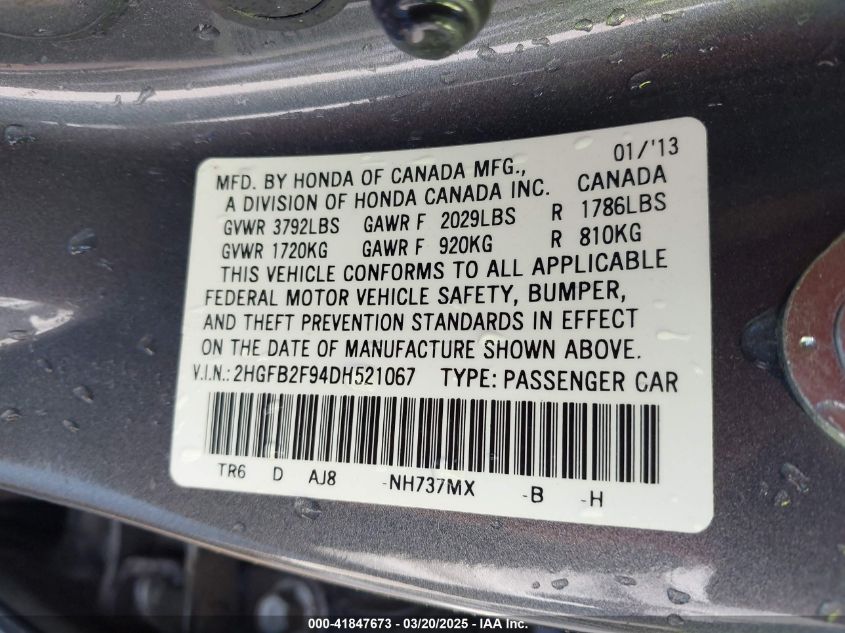 01/'13
MFD. BY HONDA OF CANADA MFG.,
A DIVISION OF HONDA CANADA INC. CANADA
GVWR 3792LBS GAWR F 2029LBS R 1786LBS
GVWR 1720KG GAWR F 920KG R 810KG
THIS VEHICLE CONFORMS TO ALL APPLICABLE
FEDERAL MOTOR VEHICLE SAFETY, BUMPER,
AND THEFT PREVENTION STANDARDS IN EFFECT
ON THE DATE OF MANUFACTURE SHOWN ABOVE.
V.I.N.: 2HGFB2F94DH521067 TYPE: PASSENGER CAR
TR6 D AJ8 -NH737MX -B -H
000-41847673 - 03/20/2025 - IAA Inc.